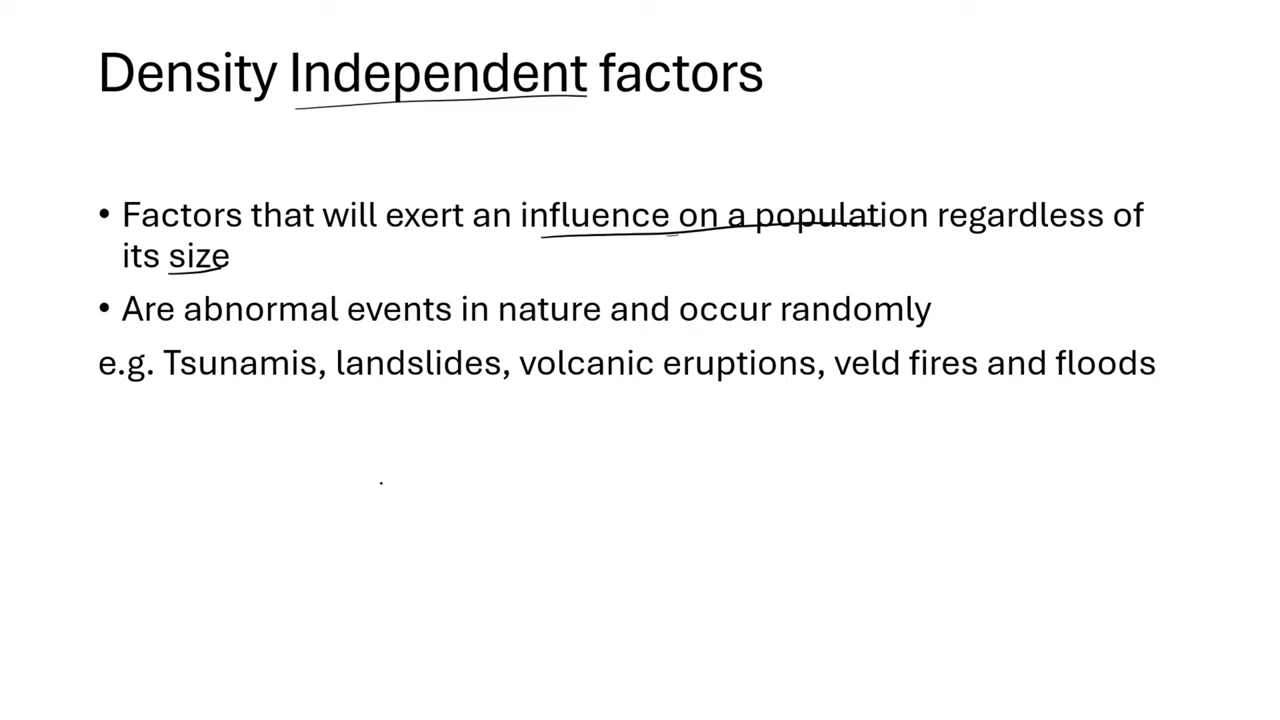 Density Independent factors
• Factors that will exert an influence on a population regardless of
its size
• Are abnormal events in nature and occur randomly
e.g. Tsunamis, landslides, volcanic eruptions, veld fires and floods